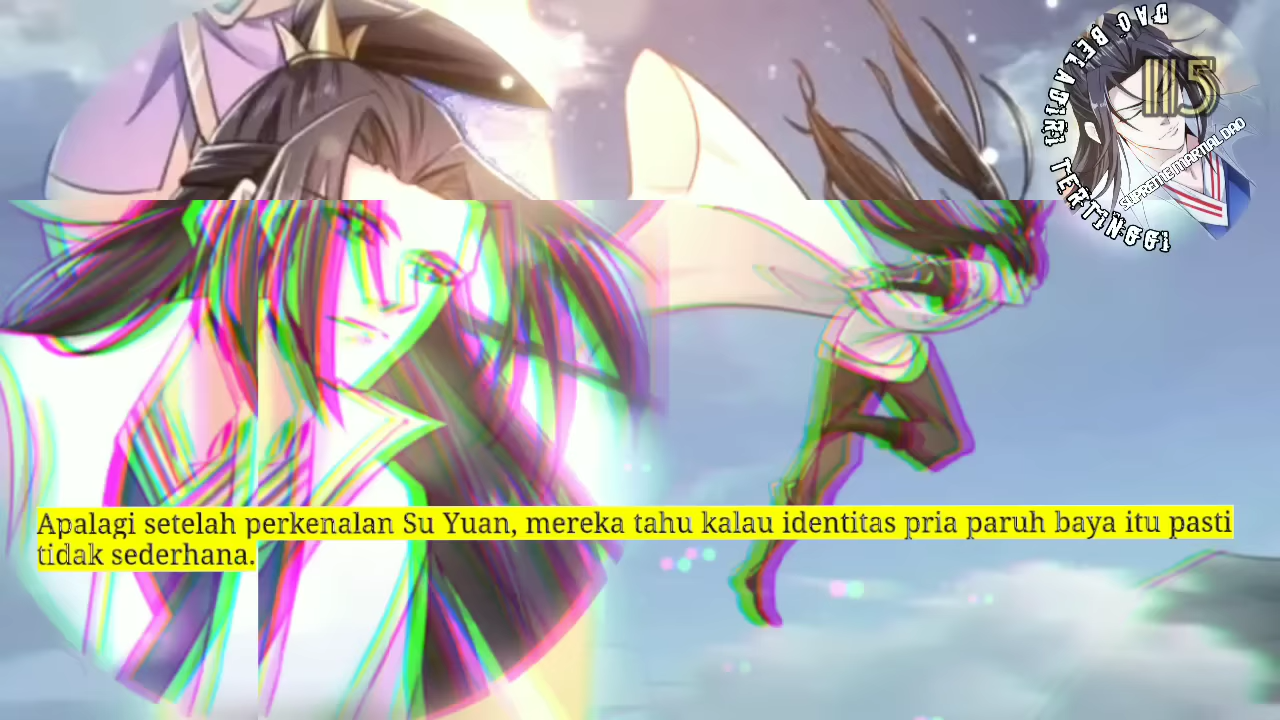 DAO BELADIRI TERTINGGI
115
SUPREME MARTIAL DAO
Apalagi setelah perkenalan Su Yuan, mereka tahu kalau identitas pria paruh baya itu pasti
tidak sederhana.